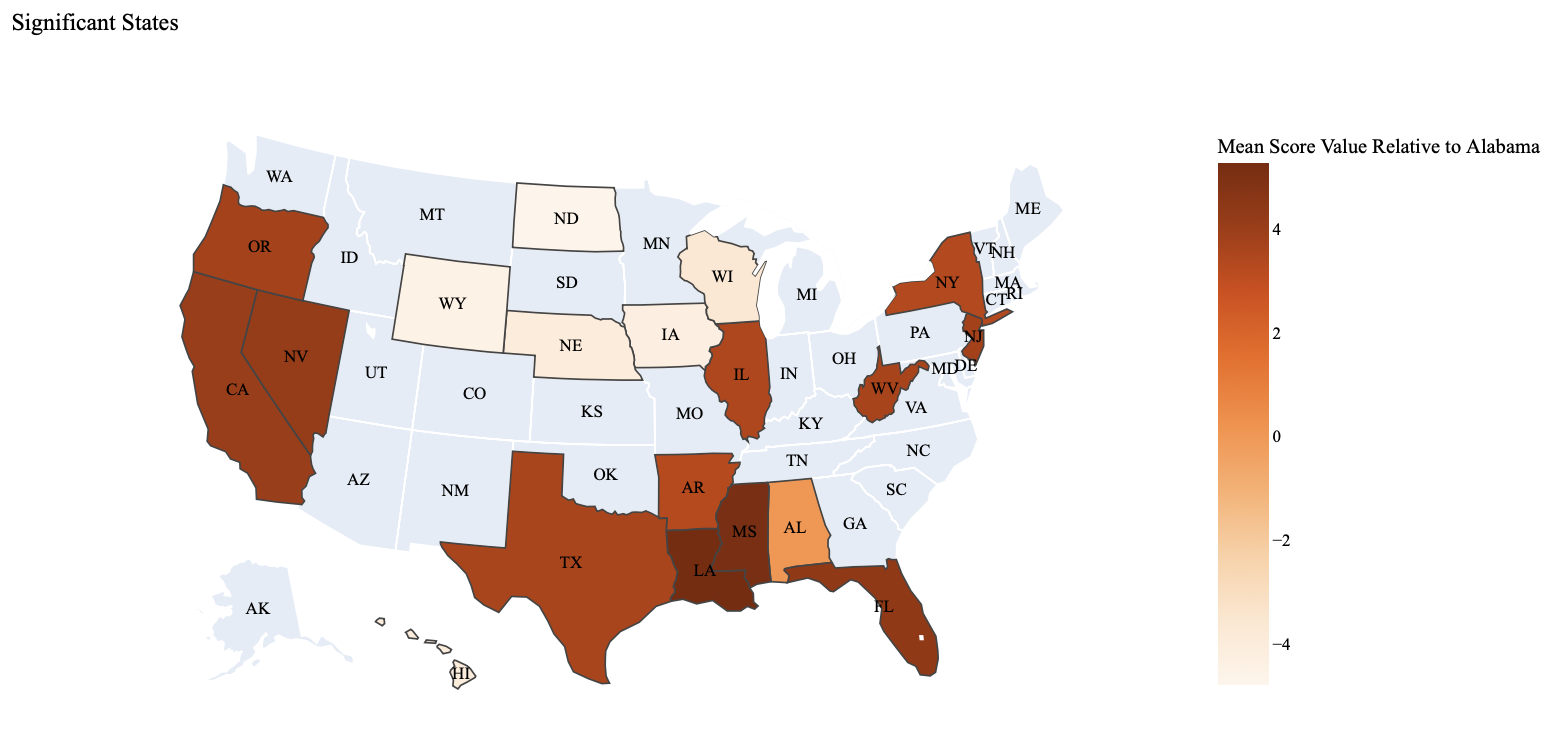 Significant States
Mean Score Value Relative to Alabama
WA
MT
ND
MN
ME
VT
NH
OR
ID
SD
WI
MI
NY
MA
RI
CT
WY
IA
NE
PA
NJ
NV
UT
CO
IL
IN
OH
MD
DE
CA
KS
MO
WV
VA
KY
AZ
NM
OK
AR
TN
NC
SC
TX
LA
MS
AL
GA
FL
AK
HI
4
2
0
−2
−4